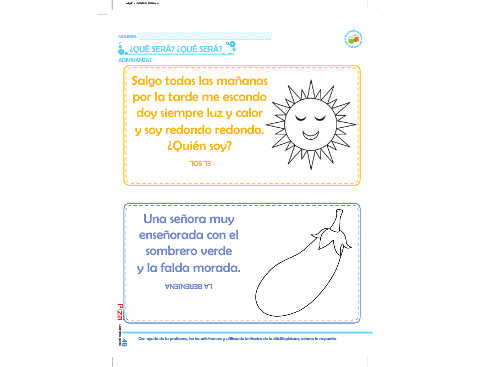 ¿QUÉ SERÁ? ¿QUÉ SERÁ?
ADIVINANZAS
Salgo todas las mañanas
por la tarde me escondo
doy siempre luz y calor
y soy redondo redondo.
¿Quién soy?
EL SOL
Una señora muy
enseñorada con el
sombrero verde
y la falda morada.
LA BERENJENA